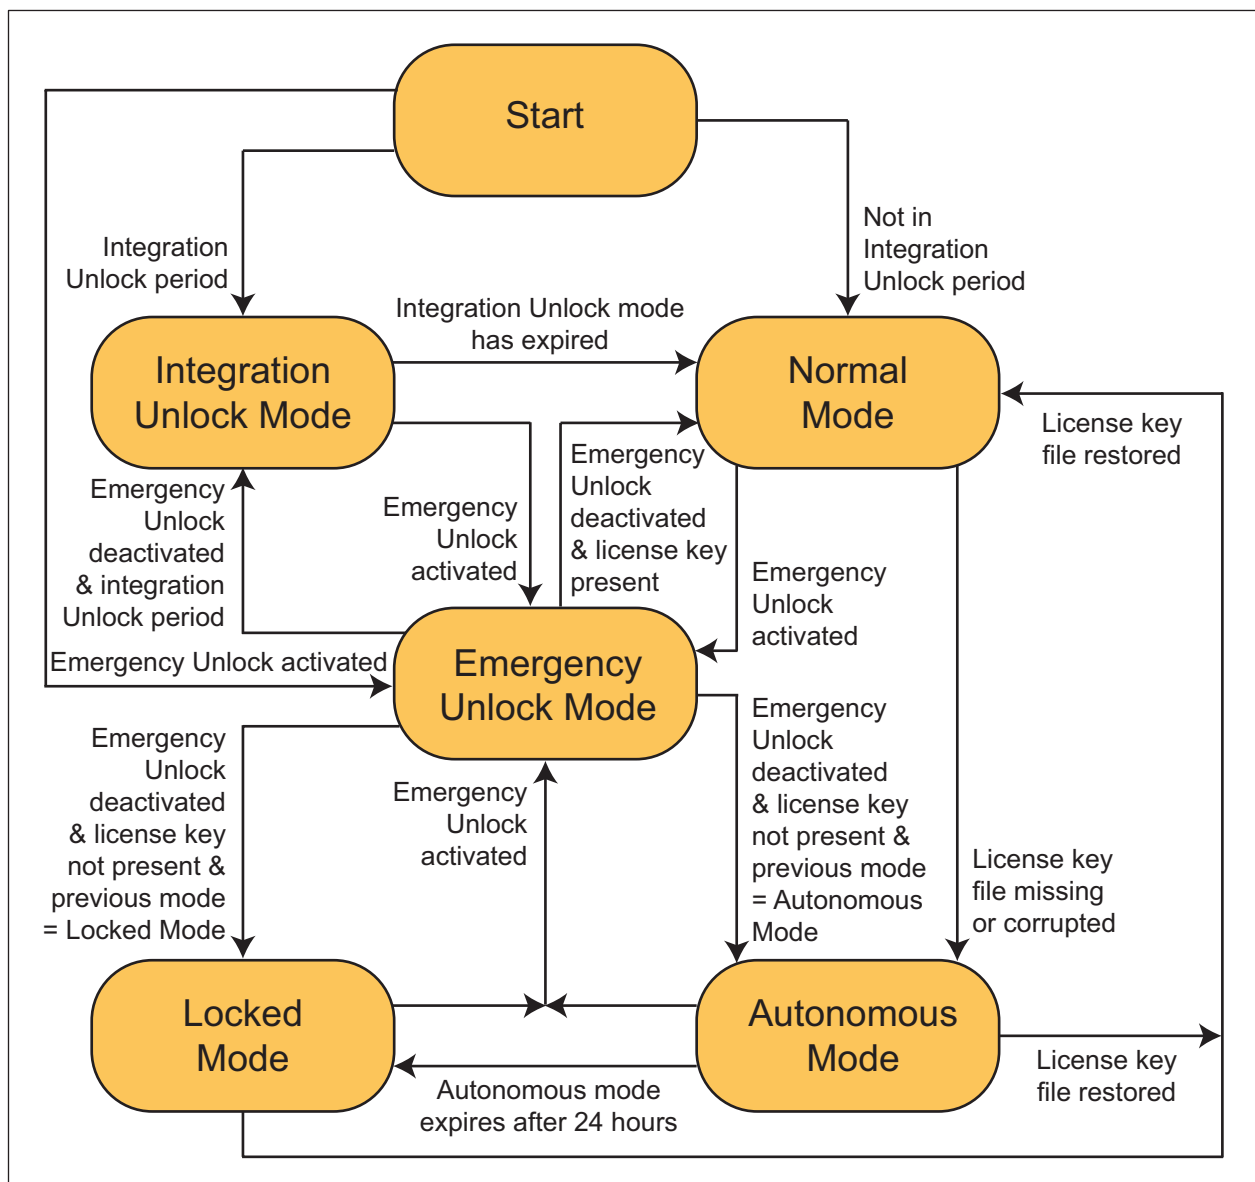 Start
Integration
Unlock period
Not in
Integration
Unlock period
Integration Unlock mode
has expired
Integration
Unlock Mode
Normal
Mode
License key
file restored
Emergency
Unlock
deactivated
& integration
Unlock period
Emergency
Unlock
activated
Emergency
Unlock
deactivated
& license key
present
Emergency
Unlock
activated
Emergency Unlock activated
Emergency
Unlock Mode
Emergency
Unlock
deactivated
& license key
not present &
previous mode
= Locked Mode
Emergency
Unlock
activated
Emergency
Unlock
deactivated
& license key
not present &
previous mode
= Autonomous
Mode
License key
file missing
or corrupted
Locked
Mode
Autonomous
Mode
Autonomous mode
expires after 24 hours
License key
file restored